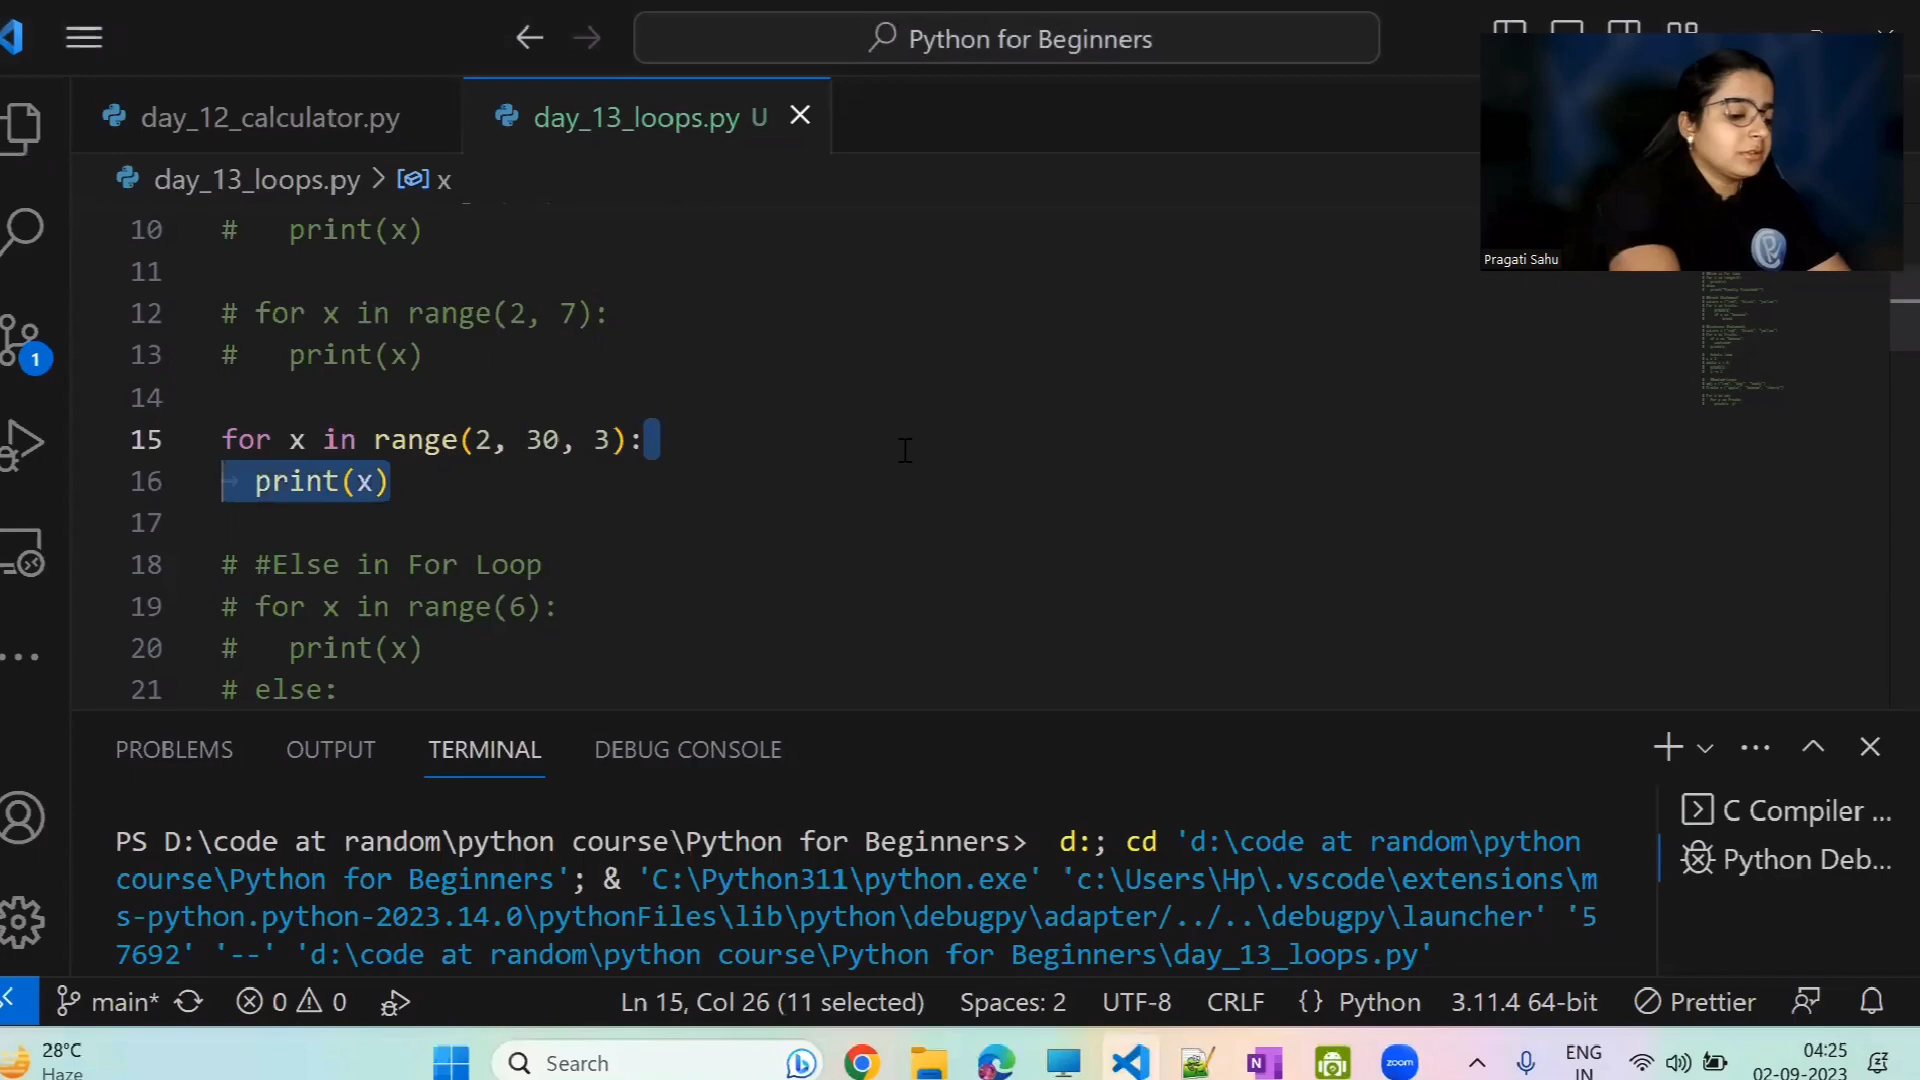 Python for Beginners
day_12_calculator.py
day_13_loops.py U
Pragati Sahu
day_13_loops.py > x
10 # print(x)
11
12 # for x in range(2, 7):
13 # print(x)
14
15 for x in range(2, 30, 3):
16 print(x)
17
18 # #Else in For Loop
19 # for x in range(6):
20 # print(x)
21 # else:
1
PROBLEMS OUTPUT TERMINAL DEBUG CONSOLE
C Compiler ...
Python Deb...
PS D:\code at random\python course\Python for Beginners> d:; cd 'd:\code at random\python
course\Python for Beginners'; & 'C:\Python311\python.exe' 'c:\Users\Hp\.vscode\extensions\m
s-python.python-2023.14.0\pythonFiles\lib\python\debugpy\adapter/../..\debugpy\launcher' '5
7692' '--' 'd:\code at random\python course\Python for Beginners\day_13_loops.py'
main* 0 0 Ln 15, Col 26 (11 selected) Spaces: 2 UTF-8 CRLF {} Python 3.11.4 64-bit Prettier
28°C
Haze
Search
zoom
ENG
IN
04:25
02-09-2023